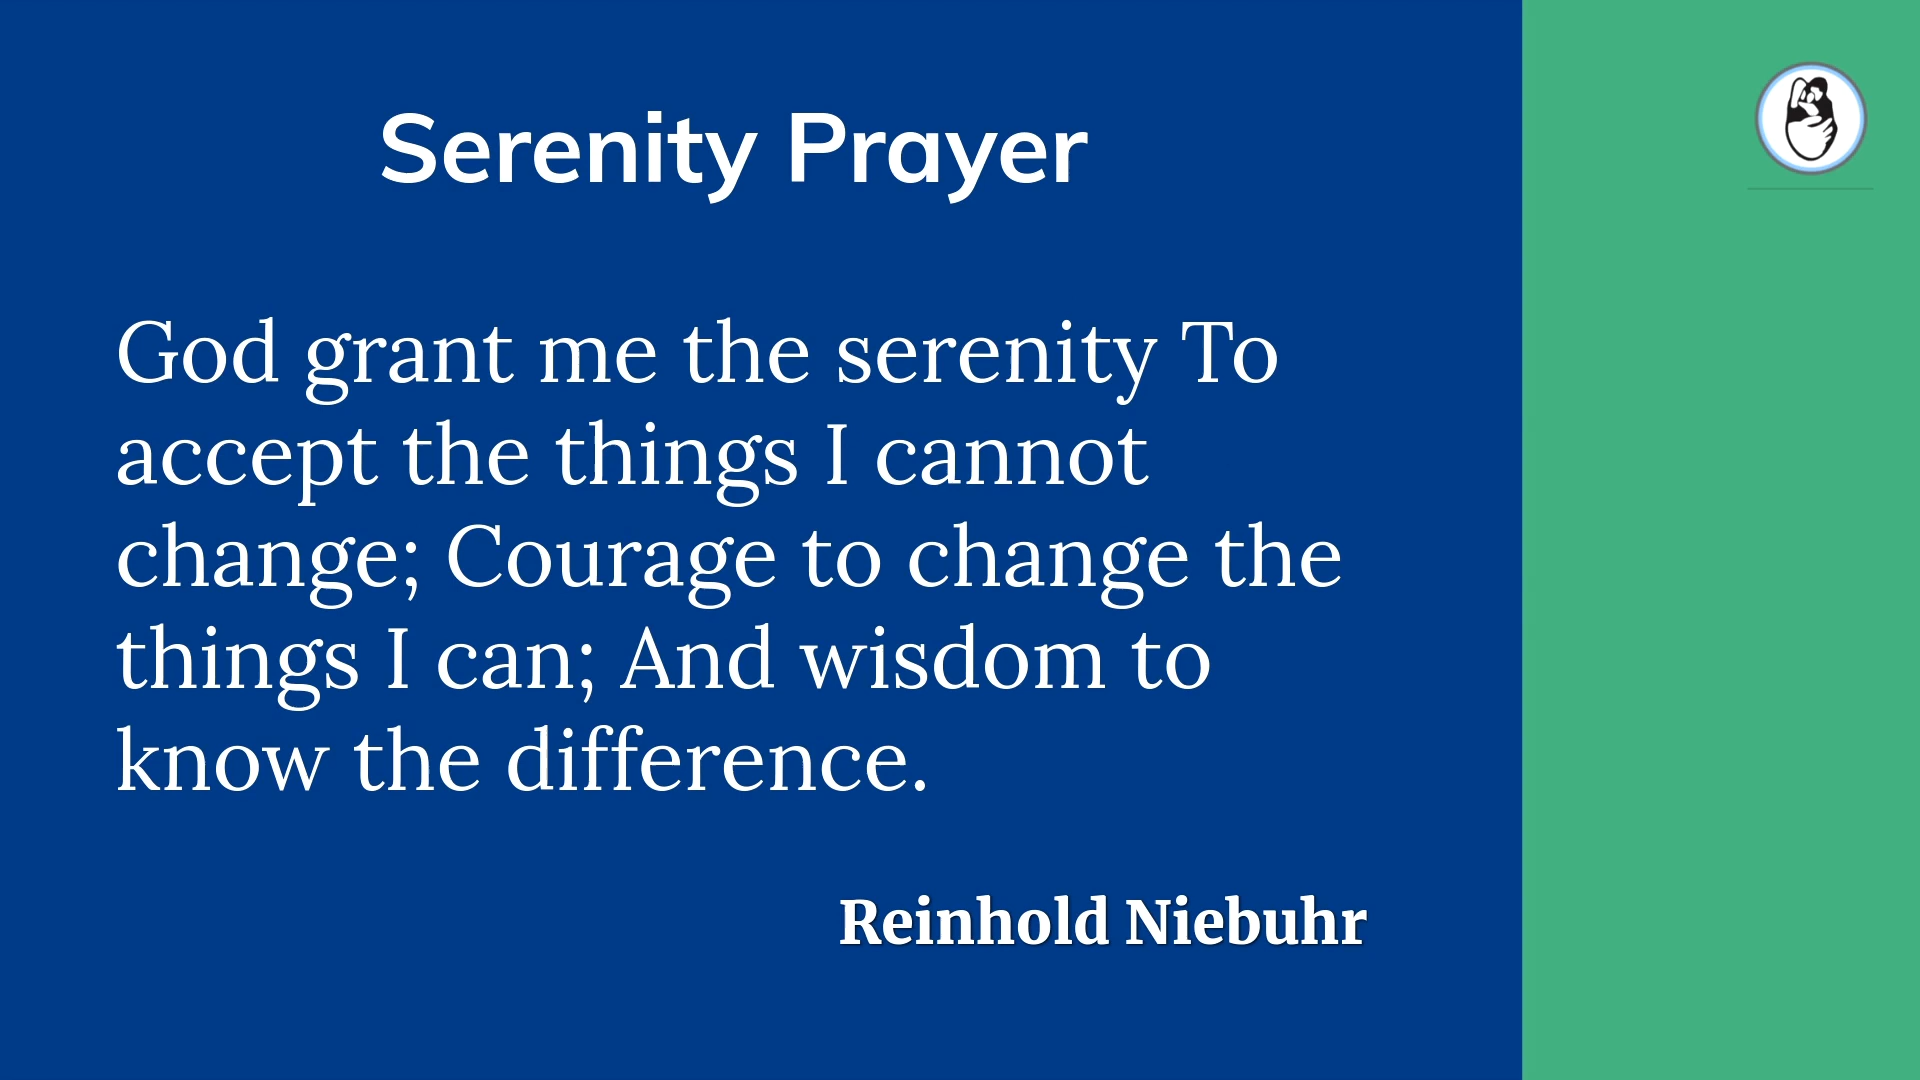 Serenity Prayer
God grant me the serenity To
accept the things I cannot
change; Courage to change the
things I can; And wisdom to
know the difference.
Reinhold Niebuhr